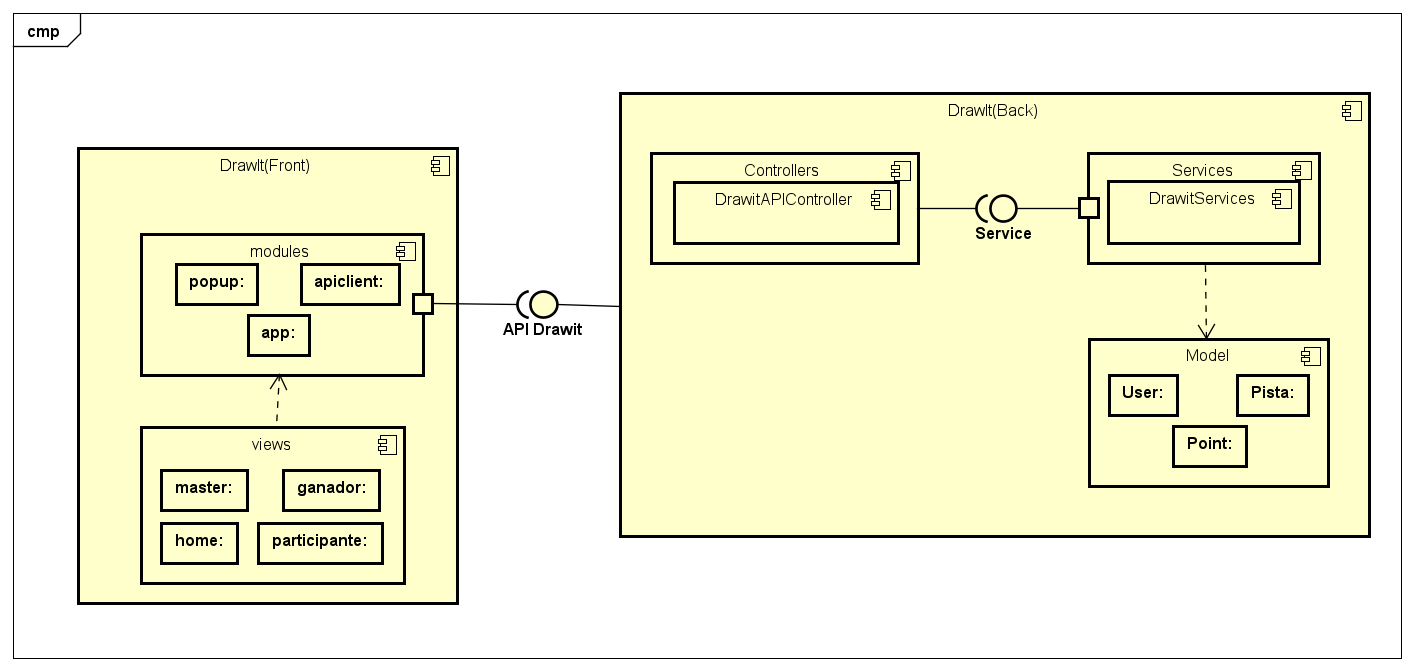 cmp
DrawIt(Front)
modules
popup:
apiclient:
app:
views
master:
ganador:
home:
participante:
API Drawit
DrawIt(Back)
Controllers
DrawitAPIController
Service
Services
DrawitServices
Model
User:
Pista:
Point: